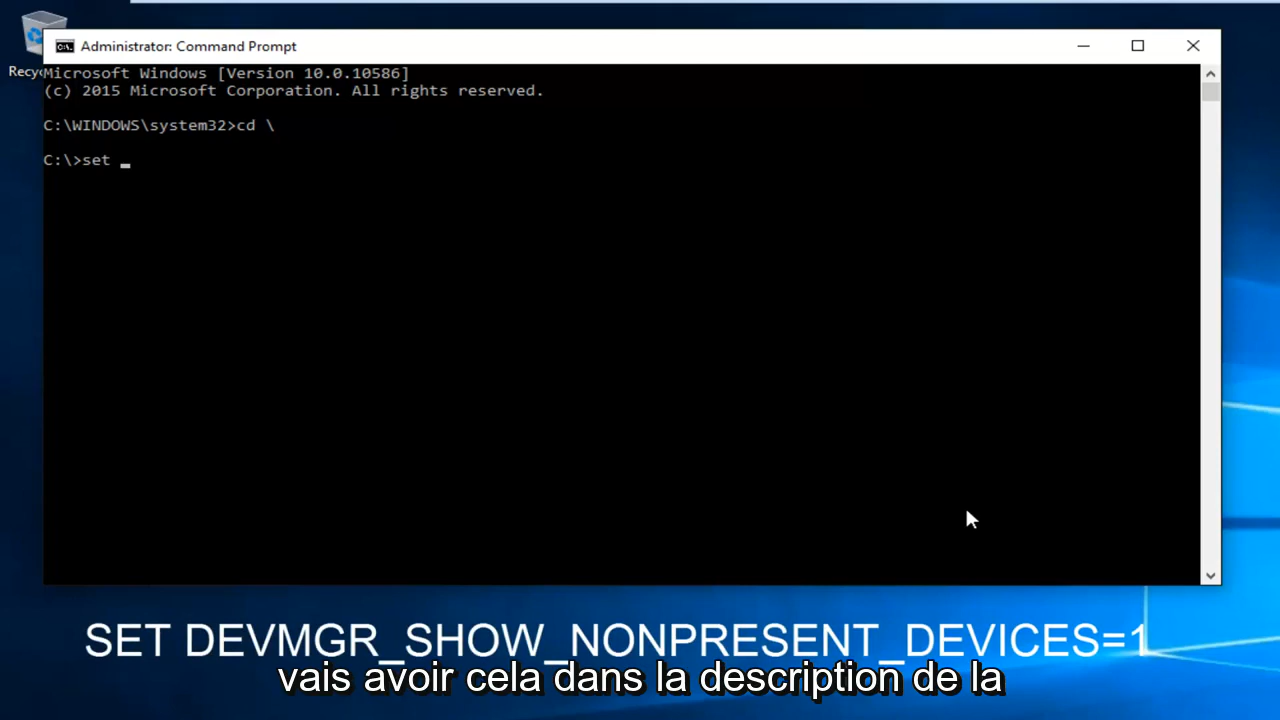 Administrator: Command Prompt
Recyc
Microsoft Windows [Version 10.0.10586]
(c) 2015 Microsoft Corporation. All rights reserved.
C:\WINDOWS\system32>cd \
C:\>set _
SET DEVMGR_SHOW_NONPRESENT_DEVICES=1
vais avoir cela dans la description de la